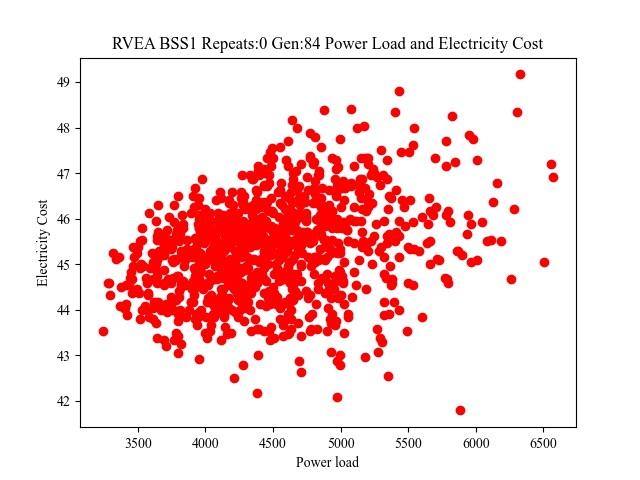 RVEA BSS1 Repeats:0 Gen:84 Power Load and Electricity Cost
49
48
47
46
45
44
43
42
Electricity Cost
3500 4000 4500 5000 5500 6000 6500
Power load